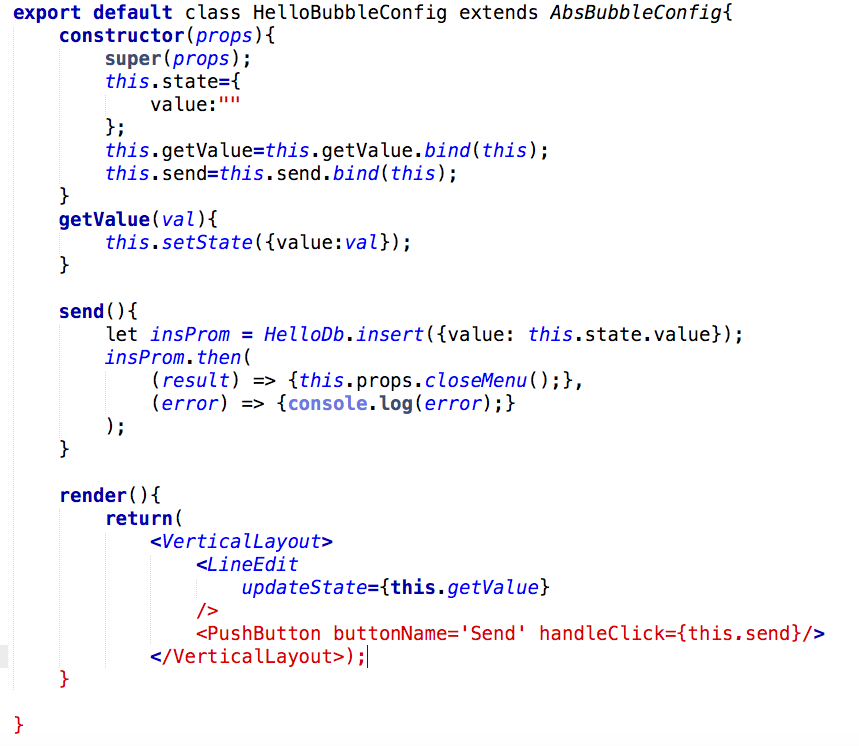 export default class HelloBubbleConfig extends AbsBubbleConfig{
    constructor(props){
        super(props);
        this.state={
            value:""
        };
        this.getValue=this.getValue.bind(this);
        this.send=this.send.bind(this);
    }
    getValue(val){
        this.setState({value:val});
    }

    send(){
        let insProm = HelloDb.insert({value: this.state.value});
        insProm.then(
            (result) => {this.props.closeMenu();},
            (error) => {console.log(error);}
        );
    }

    render(){
        return(
            <VerticalLayout>
                <LineEdit
                    updateState={this.getValue}
                />
                <PushButton buttonName='Send' handleClick={this.send}/>
            </VerticalLayout>);
    }

}